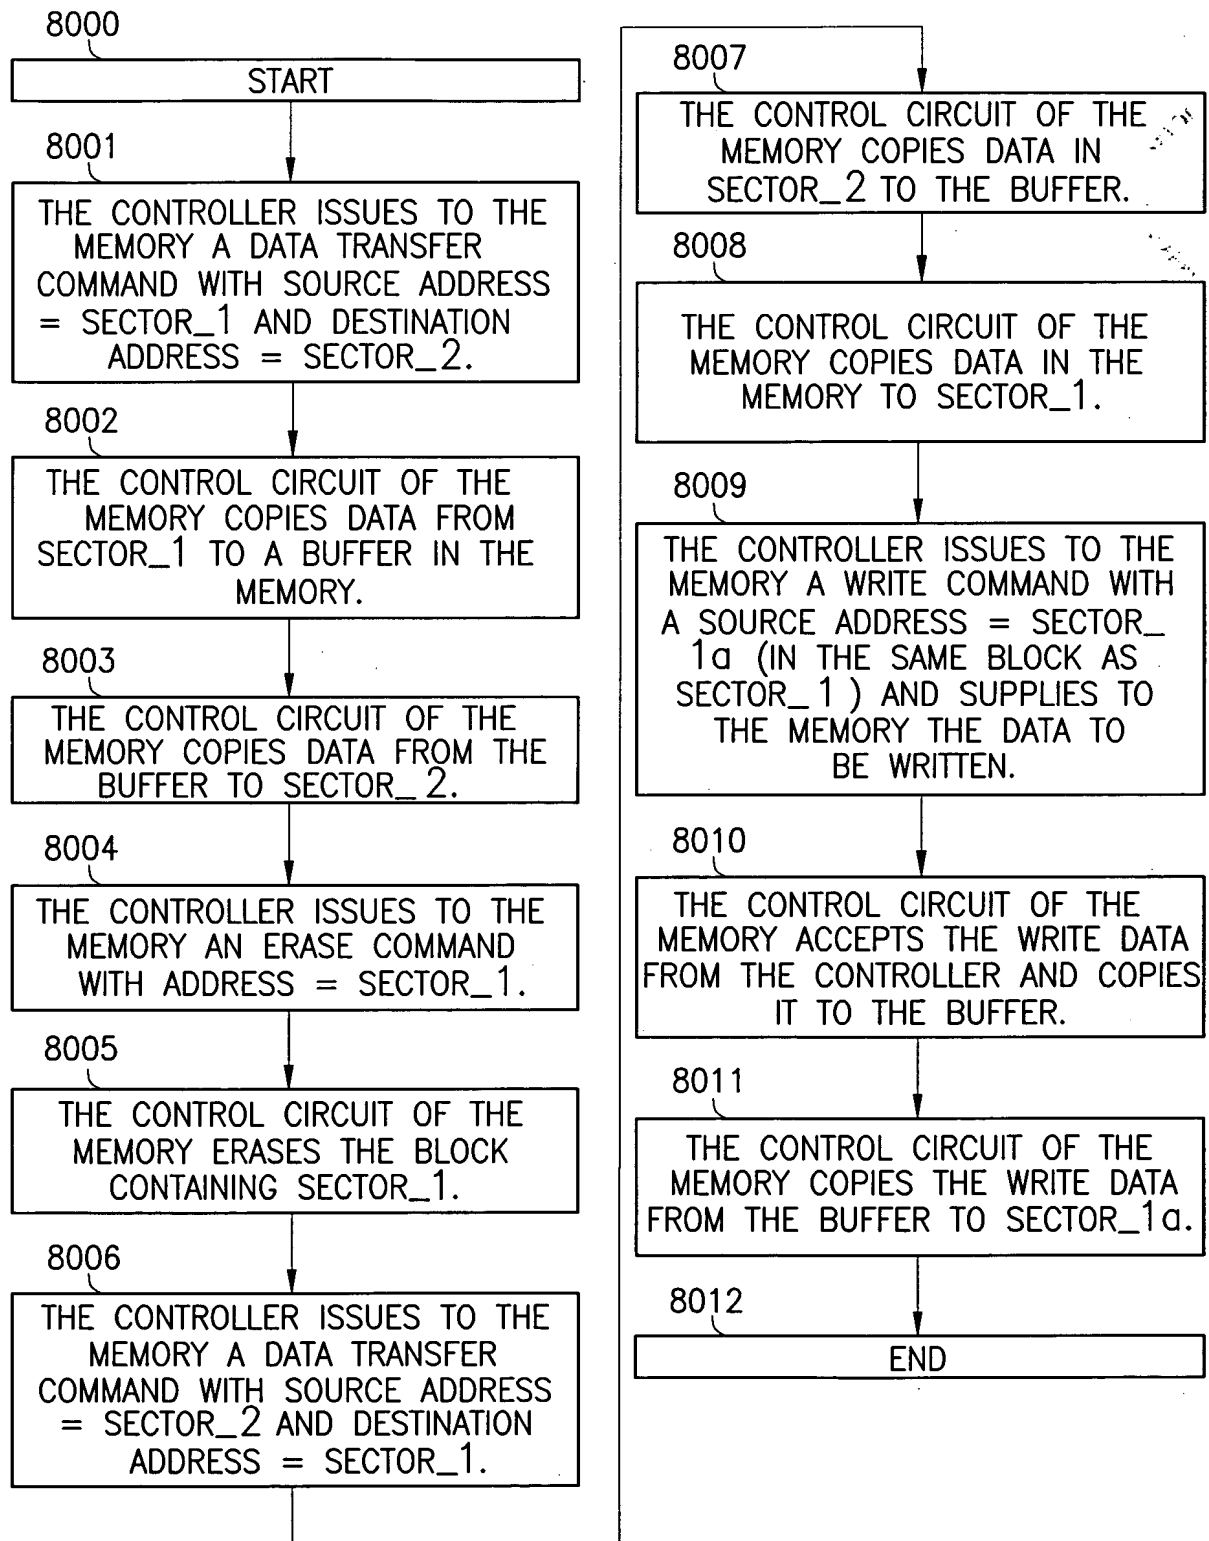 8000
START
8001
THE CONTROLLER ISSUES TO THE
MEMORY A DATA TRANSFER
COMMAND WITH SOURCE ADDRESS
= SECTOR_1 AND DESTINATION
ADDRESS = SECTOR_2.
8002
THE CONTROL CIRCUIT OF THE
MEMORY COPIES DATA FROM
SECTOR_1 TO A BUFFER IN THE
MEMORY.
8003
THE CONTROL CIRCUIT OF THE
MEMORY COPIES DATA FROM THE
BUFFER TO SECTOR_2.
8004
THE CONTROLLER ISSUES TO THE
MEMORY AN ERASE COMMAND
WITH ADDRESS = SECTOR_1.
8005
THE CONTROL CIRCUIT OF THE
MEMORY ERASES THE BLOCK
CONTAINING SECTOR_1.
8006
THE CONTROLLER ISSUES TO THE
MEMORY A DATA TRANSFER
COMMAND WITH SOURCE ADDRESS
= SECTOR_2 AND DESTINATION
ADDRESS = SECTOR_1.
8007
THE CONTROL CIRCUIT OF THE
MEMORY COPIES DATA IN
SECTOR_2 TO THE BUFFER.
8008
THE CONTROL CIRCUIT OF THE
MEMORY COPIES DATA IN THE
MEMORY TO SECTOR_1.
8009
THE CONTROLLER ISSUES TO THE
MEMORY A WRITE COMMAND WITH
A SOURCE ADDRESS = SECTOR_
1a (IN THE SAME BLOCK AS
SECTOR_1 ) AND SUPPLIES TO
THE MEMORY THE DATA TO
BE WRITTEN.
8010
THE CONTROL CIRCUIT OF THE
MEMORY ACCEPTS THE WRITE DATA
FROM THE CONTROLLER AND COPIES
IT TO THE BUFFER.
8011
THE CONTROL CIRCUIT OF THE
MEMORY COPIES THE WRITE DATA
FROM THE BUFFER TO SECTOR_1a.
8012
END